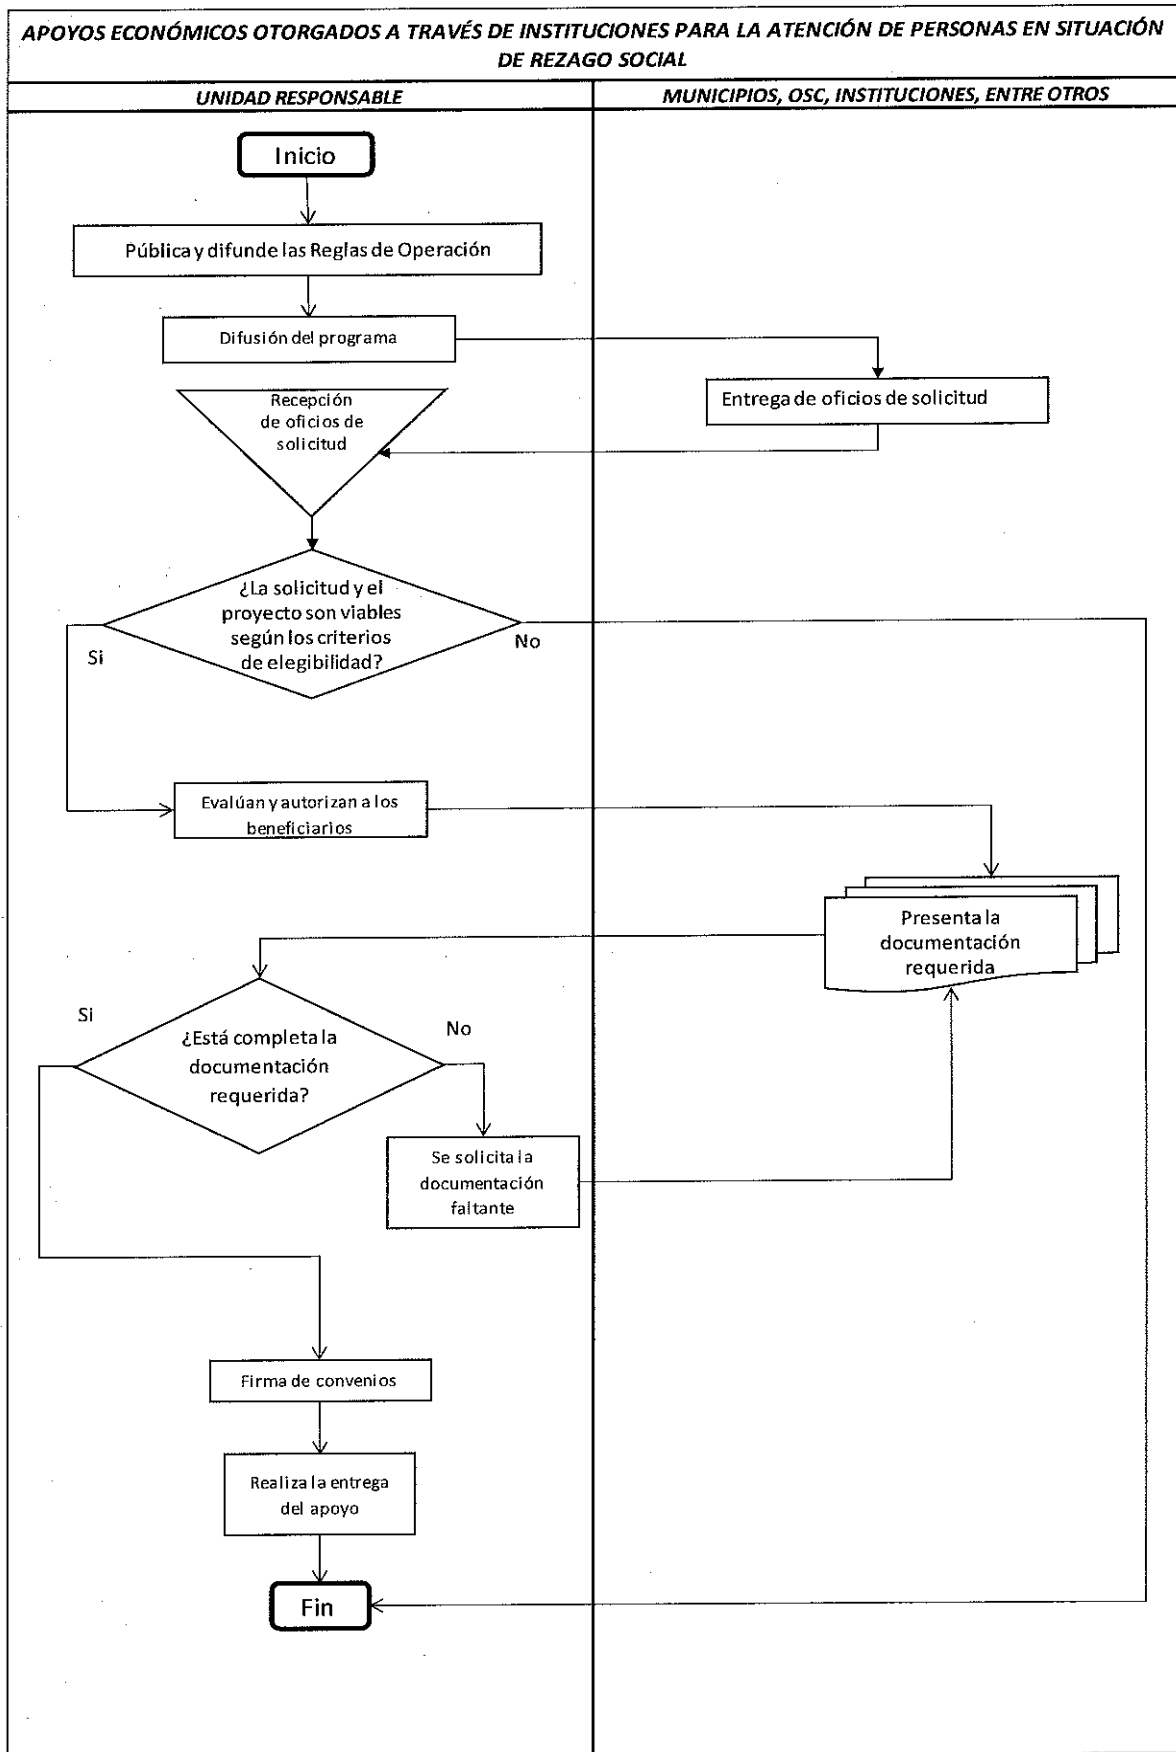 APOYOS ECONÓMICOS OTORGADOS A TRAVÉS DE INSTITUCIONES PARA LA ATENCIÓN DE PERSONAS EN SITUACIÓN
DE REZAGO SOCIAL
UNIDAD RESPONSABLE
MUNICIPIOS, OSC, INSTITUCIONES, ENTRE OTROS
Inicio
Pública y difunde las Reglas de Operación
Difusión del programa
Entrega de oficios de solicitud
Recepción
de oficios de
solicitud
¿La solicitud y el
proyecto son viables
según los criterios
de elegibilidad?
Si
No
Evalúan y autorizan a los
beneficiarios
Presenta la
documentación
requerida
Si
No
¿Está completa la
documentación
requerida?
Se solicita la
documentación
faltante
Firma de convenios
Realiza la entrega
del apoyo
Fin